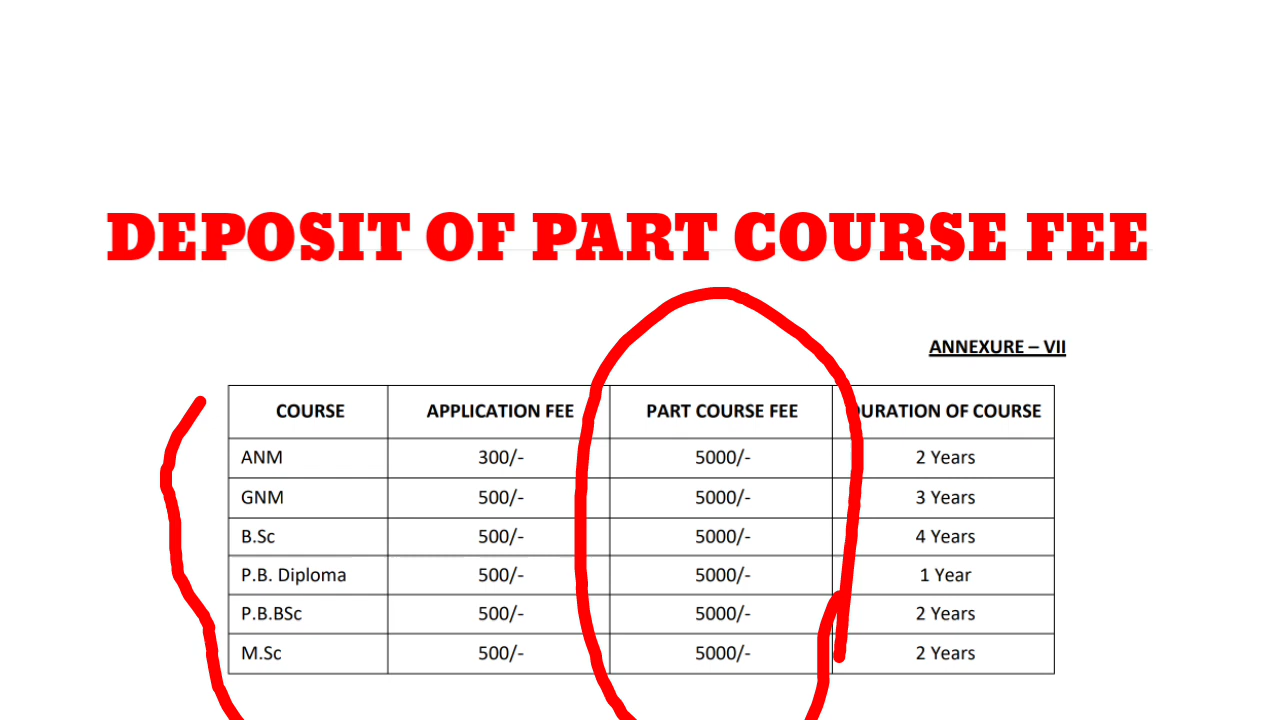 DEPOSIT OF PART COURSE FEE
ANNEXURE – VII
COURSE APPLICATION FEE PART COURSE FEE DURATION OF COURSE
ANM 300/- 5000/- 2 Years
GNM 500/- 5000/- 3 Years
B.Sc 500/- 5000/- 4 Years
P.B. Diploma 500/- 5000/- 1 Year
P.B.BSc 500/- 5000/- 2 Years
M.Sc 500/- 5000/- 2 Years